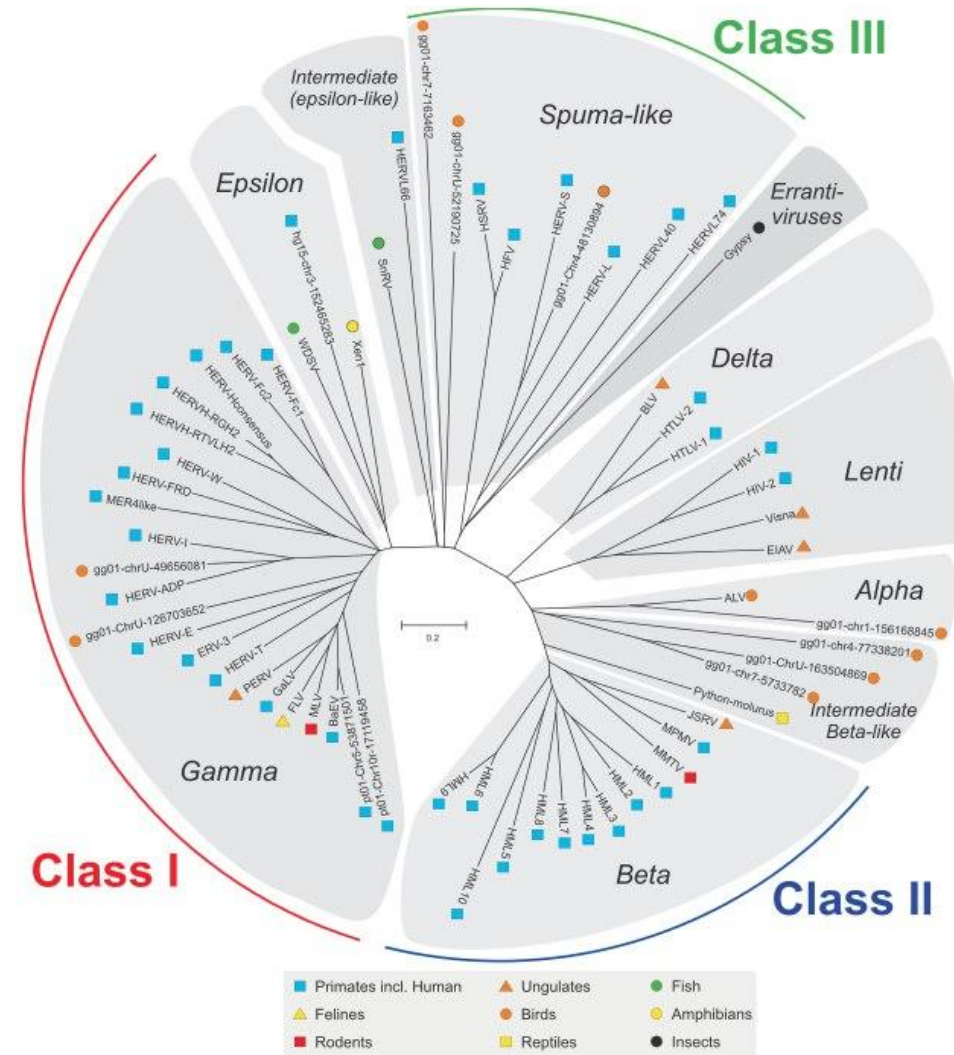 Class III
Class I
Class II
Intermediate
(epsilon-like)
Spuma-like
Epsilon
Erranti-
viruses
Delta
Lenti
Alpha
Intermediate
Beta-like
Beta
Gamma
gg01-chr7-7163462
gg01-chrU-52190725
HERVL66
SnRV
HSRV
HFV
HERV-S
gg01-Chr4-48130894
HERV-L
HERVL40
HERVL74
Gypsy
BLV
HTLV-2
HTLV-1
HIV-1
HIV-2
Visna
EIAV
ALV
gg01-chr1-156168845
gg01-chr4-77338201
gg01-ChrU-163504869
gg01-chr7-5733782
Python-molurus
JSRV
MPMV
MMTV
HML1
HML2
HML3
HML4
HML7
HML8
HML5
HML10
HML6
HML9
hg15-chr3-152465283
WDSV
Xen1
HERV-Fc1
HERV-Fc2
HERV-Hconsensus
HERVH-RGH2
HERVH-RTVLH2
HERV-W
HERV-FRD
MER4like
HERV-I
gg01-chrU-49656081
HERV-ADP
gg01-ChrU-126703652
HERV-E
ERV-3
HERV-T
PERV
GaLV
FLV
MLV
BaEV
pt01-Chr5-53871501
pt01-Chr10r-17119458
0.2
Primates incl. Human
Ungulates
Fish
Felines
Birds
Amphibians
Rodents
Reptiles
Insects